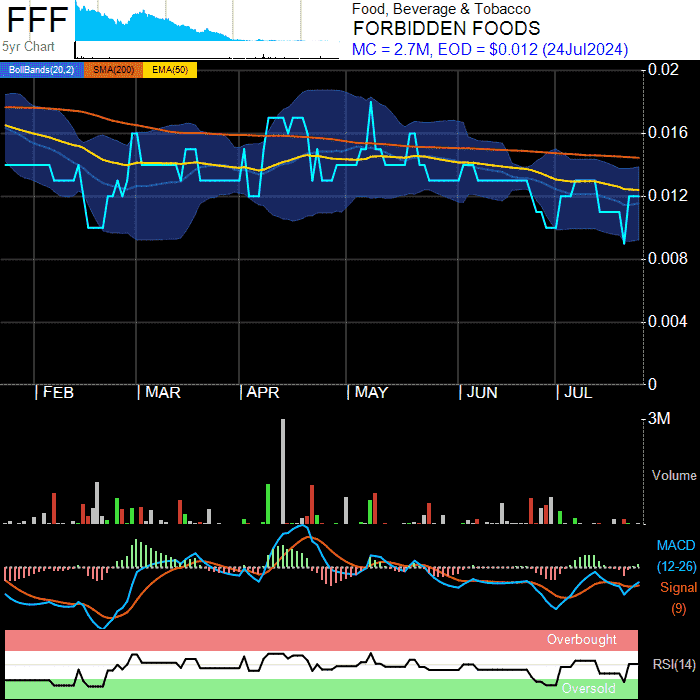 FFF
5yr Chart
Food, Beverage & Tobacco
FORBIDDEN FOODS
MC = 2.7M, EOD = $0.012 (24Jul2024)
BollBands(20,2) SMA(200) EMA(50)
0.02
0.016
0.012
0.008
0.004
0
FEB MAR APR MAY JUN JUL
3M
Volume
MACD
(12-26)
Signal
(9)
Overbought
RSI(14)
Oversold